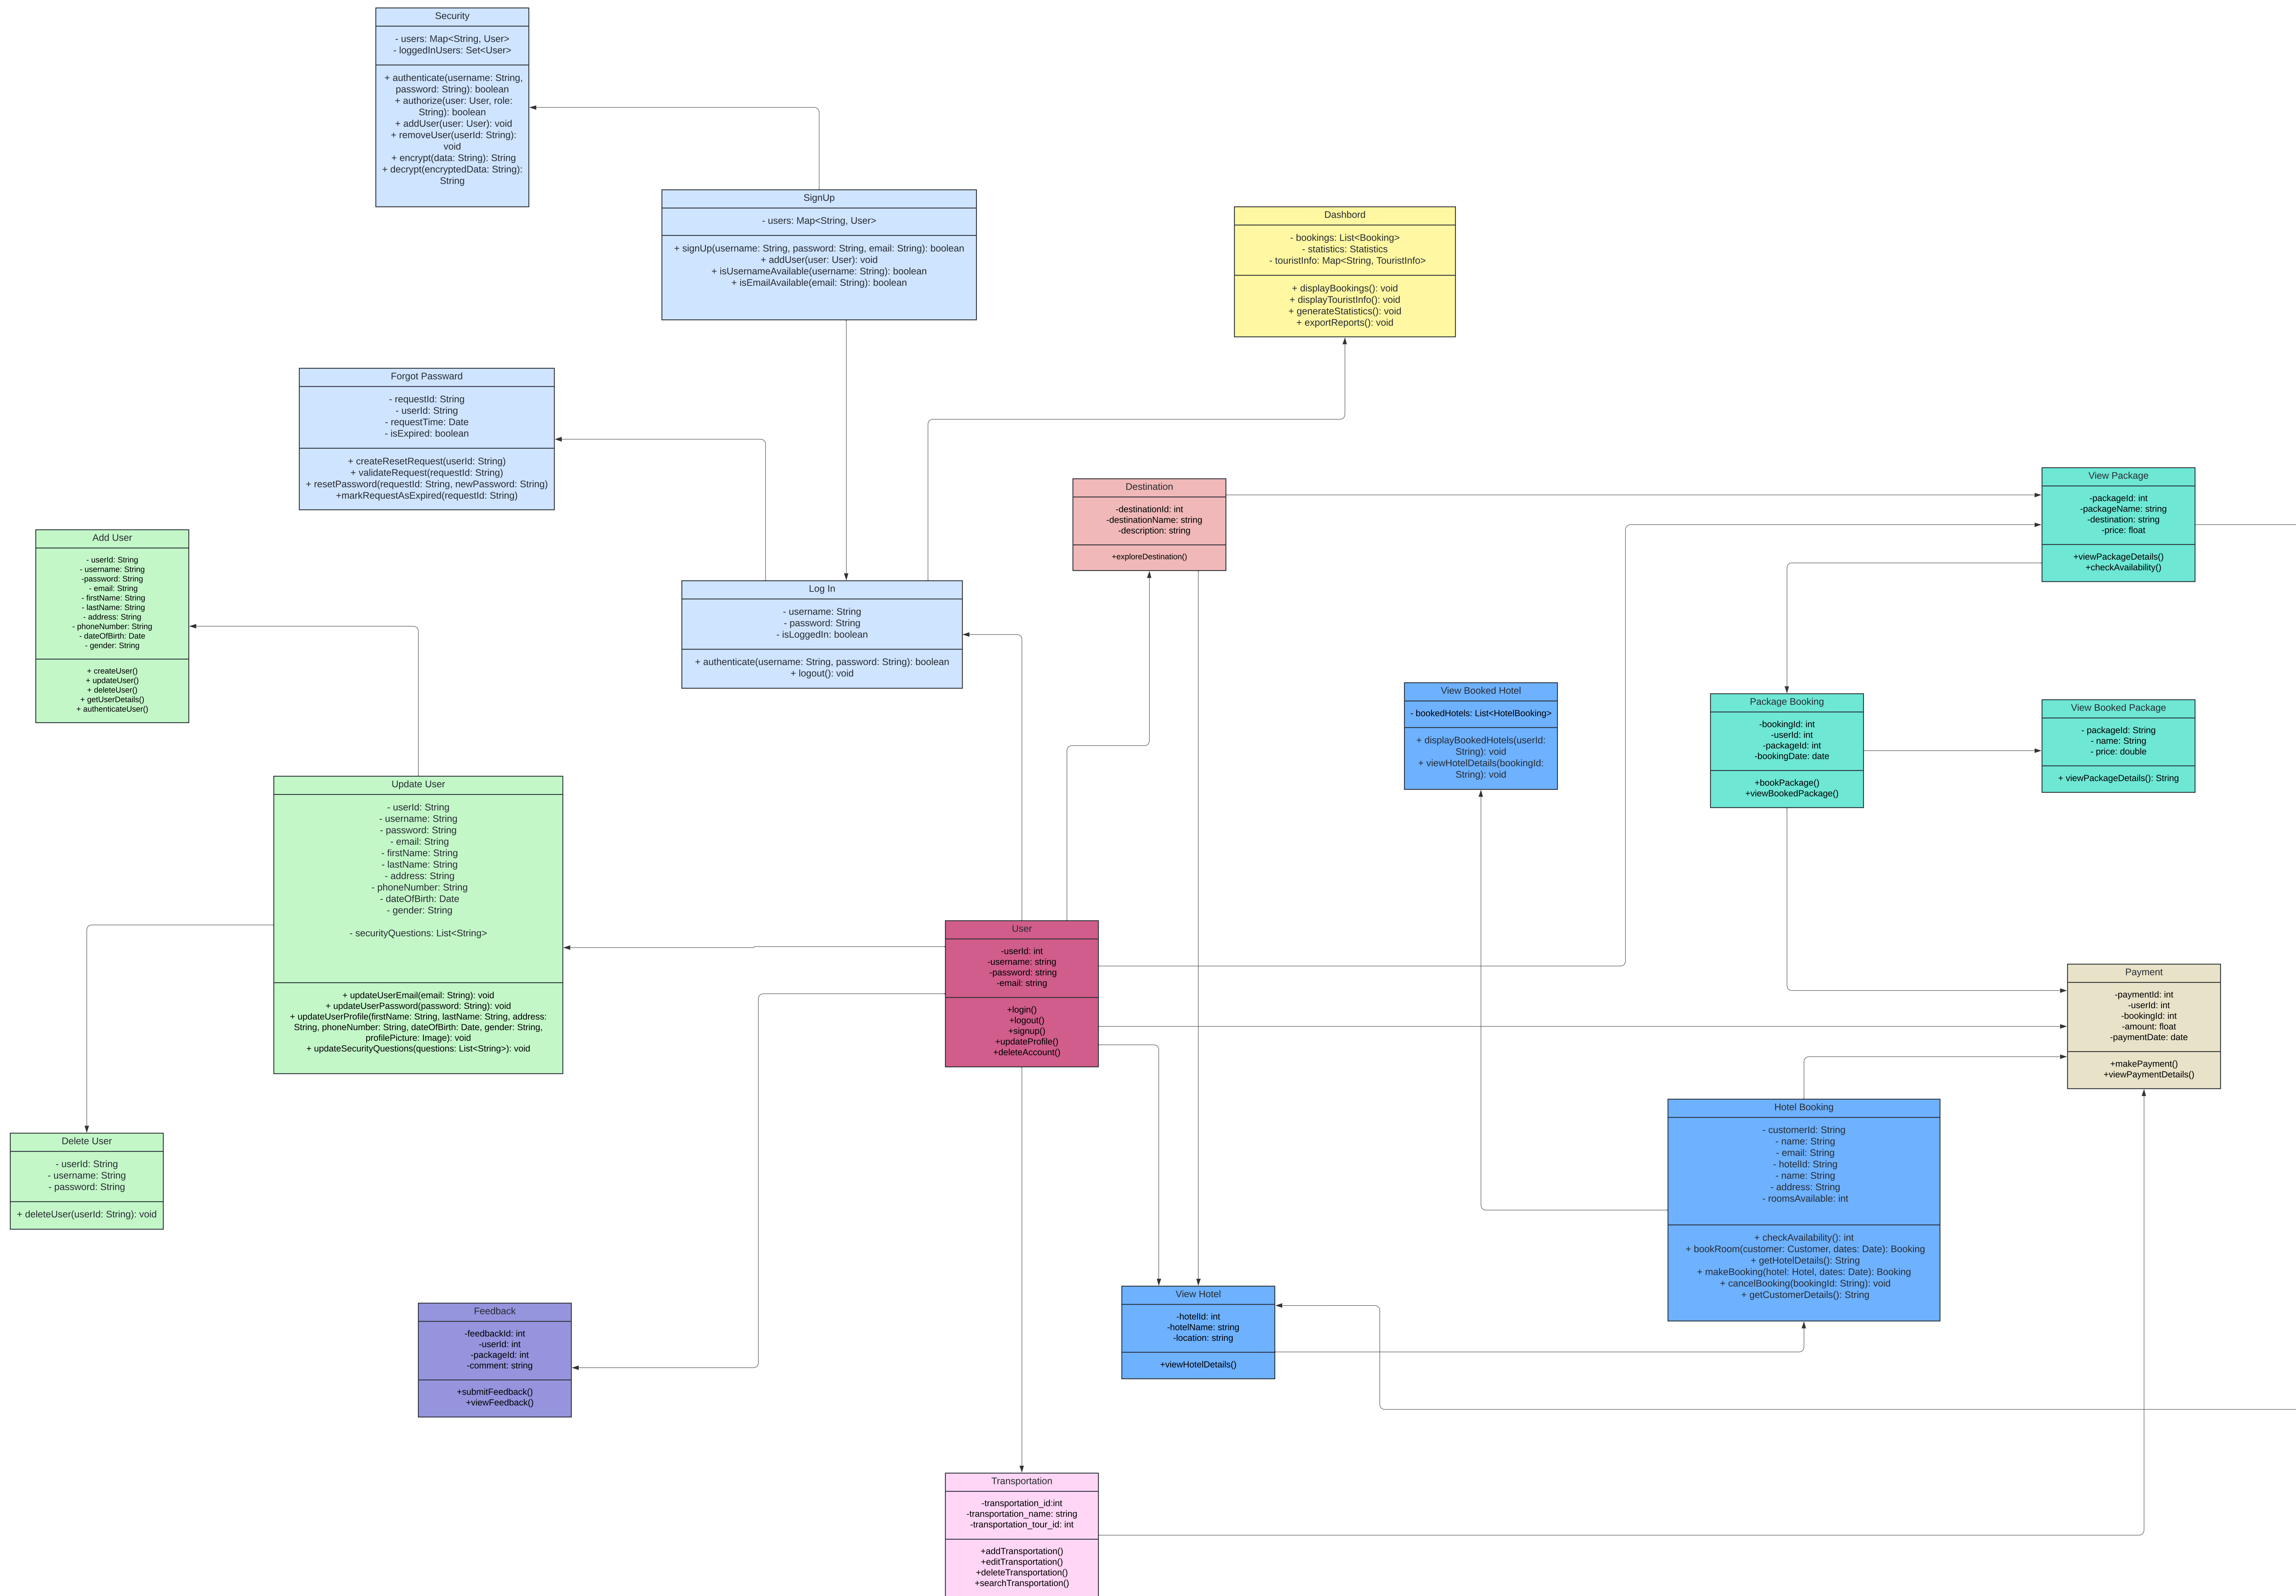 Security
- users: Map<String, User>
- loggedInUsers: Set<User>
+ authenticate(username: String,
password: String): boolean
+ authorize(user: User, role:
String): boolean
+ addUser(user: User): void
+ removeUser(userId: String):
void
+ encrypt(data: String): String
+ decrypt(encryptedData: String):
String
SignUp
- users: Map<String, User>
+ signUp(username: String, password: String, email: String): boolean
+ addUser(user: User): void
+ isUsernameAvailable(username: String): boolean
+ isEmailAvailable(email: String): boolean
Dashbord
- bookings: List<Booking>
- statistics: Statistics
- touristInfo: Map<String, TouristInfo>
+ displayBookings(): void
+ displayTouristInfo(): void
+ generateStatistics(): void
+ exportReports(): void
Forgot Passward
- requestId: String
- userId: String
- requestTime: Date
- isExpired: boolean
+ createResetRequest(userId: String)
+ validateRequest(requestId: String)
+ resetPassword(requestId: String, newPassword: String)
+markRequestAsExpired(requestId: String)
Destination
-destinationId: int
-destinationName: string
-description: string
+exploreDestination()
View Package
-packageId: int
-packageName: string
-destination: string
-price: float
+viewPackageDetails()
+checkAvailability()
Add User
- userId: String
- username: String
-password: String
- email: String
- firstName: String
- lastName: String
- address: String
- phoneNumber: String
- dateOfBirth: Date
- gender: String
+ createUser()
+ updateUser()
+ deleteUser()
+ getUserDetails()
+ authenticateUser()
Log In
- username: String
- password: String
- isLoggedIn: boolean
+ authenticate(username: String, password: String): boolean
+ logout(): void
View Booked Hotel
- bookedHotels: List<HotelBooking>
+ displayBookedHotels(userId:
String): void
+ viewHotelDetails(bookingId:
String): void
Package Booking
-bookingId: int
-userId: int
-packageId: int
-bookingDate: date
+bookPackage()
+viewBookedPackage()
View Booked Package
- packageId: String
- name: String
- price: double
+ viewPackageDetails(): String
Update User
- userId: String
- username: String
- password: String
- email: String
- firstName: String
- lastName: String
- address: String
- phoneNumber: String
- dateOfBirth: Date
- gender: String
- securityQuestions: List<String>
+ updateUserEmail(email: String): void
+ updateUserPassword(password: String): void
+ updateUserProfile(firstName: String, lastName: String, address:
String, phoneNumber: String, dateOfBirth: Date, gender: String,
profilePicture: Image): void
+ updateSecurityQuestions(questions: List<String>): void
User
-userId: int
-username: string
-password: string
-email: string
+login()
+logout()
+signup()
+updateProfile()
+deleteAccount()
Payment
-paymentId: int
-userId: int
-bookingId: int
-amount: float
-paymentDate: date
+makePayment()
+viewPaymentDetails()
Hotel Booking
- customerId: String
- name: String
- email: String
- hotelId: String
- name: String
- address: String
- roomsAvailable: int
+ checkAvailability(): int
+ bookRoom(customer: Customer, dates: Date): Booking
+ getHotelDetails(): String
+ makeBooking(hotel: Hotel, dates: Date): Booking
+ cancelBooking(bookingId: String): void
+ getCustomerDetails(): String
Delete User
- userId: String
- username: String
- password: String
+ deleteUser(userId: String): void
View Hotel
-hotelId: int
-hotelName: string
-location: string
+viewHotelDetails()
Feedback
-feedbackId: int
-userId: int
-packageId: int
-comment: string
+submitFeedback()
+viewFeedback()
Transportation
-transportation_id:int
-transportation_name: string
-transportation_tour_id: int
+addTransportation()
+editTransportation()
+deleteTransportation()
+searchTransportation()